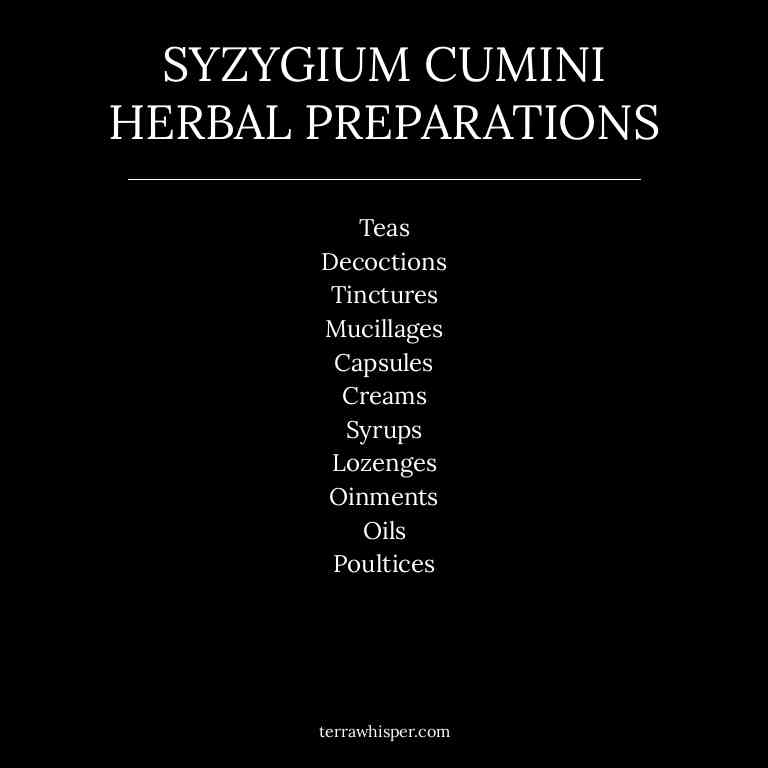 SYZYGIUM CUMINI
HERBAL PREPARATIONS
Teas
Decoctions
Tinctures
Mucillages
Capsules
Creams
Syrups
Lozenges
Oinments
Oils
Poultices
terrawhisper.com